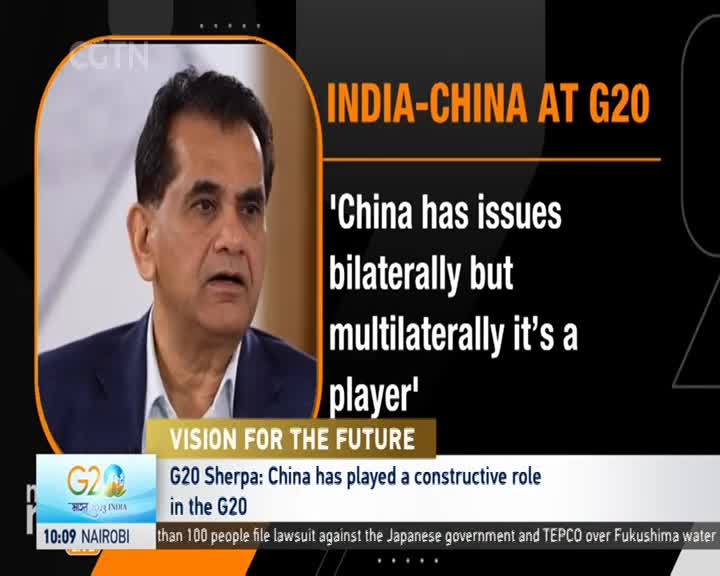 CGTN
INDIA-CHINA AT G20
'China has issues
bilaterally but
multilaterally it’s a
player'
VISION FOR THE FUTURE
G20
G20 Sherpa: China has played a constructive role
in the G20
भारत 2023 INDIA
10:09 NAIROBI
than 100 people file lawsuit against the Japanese government and TEPCO over Fukushima water